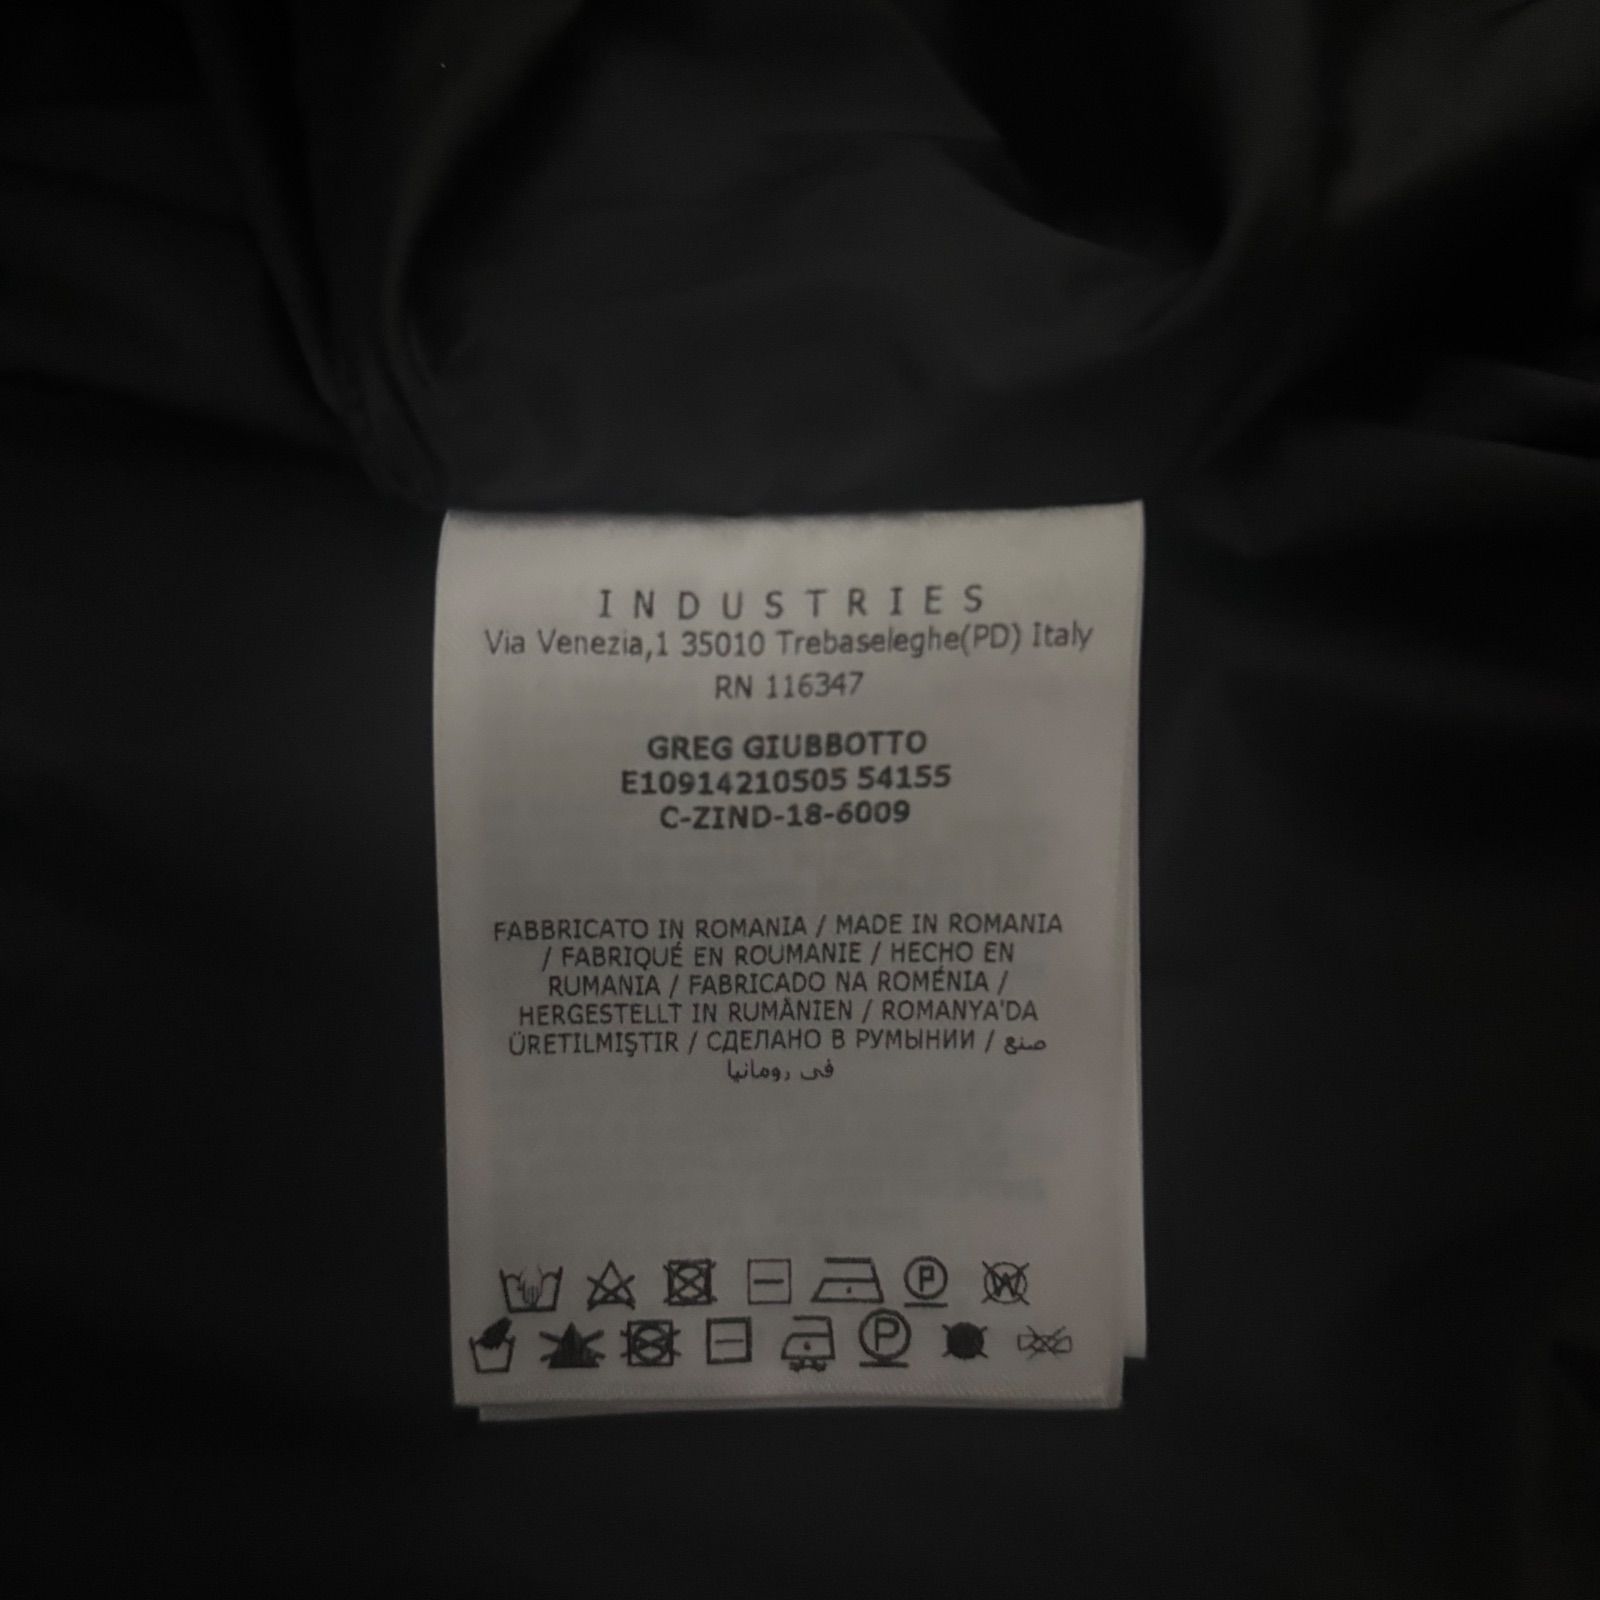 INDUSTRIES
Via Venezia,1 35010 Trebaseleghe(PD) Italy
RN 116347
GREG GIUBBOTTO
E10914210505 54155
C-ZIND-18-6009
FABBRICATO IN ROMANIA / MADE IN ROMANIA
/ FABRIQUÉ EN ROUMANIE / HECHO EN
RUMANIA / FABRICADO NA ROMÉNIA /
HERGESTELLT IN RUMÄNIEN / ROMANYA'DA
ÜRETILMIŞTIR / СДЕЛАНО В РУМЫНИИ / صنع
في رومانيا
P W
P